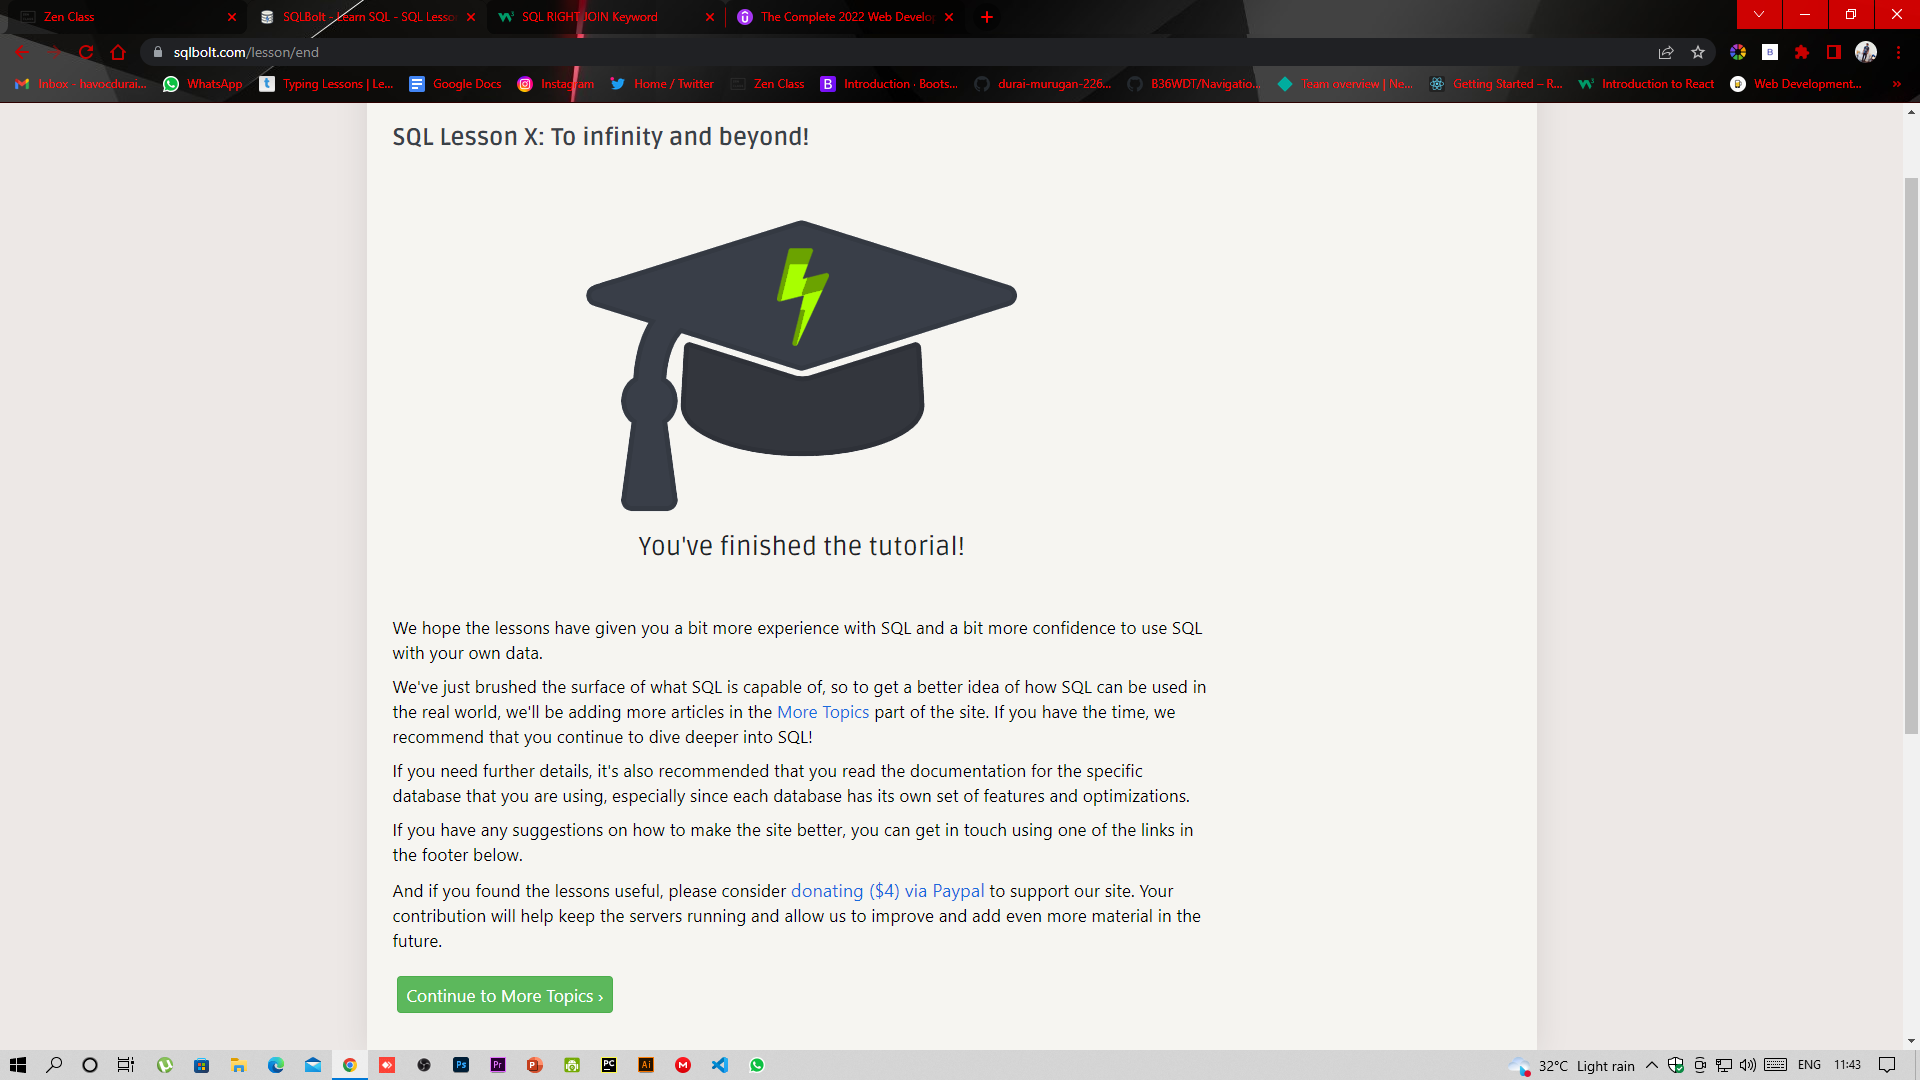 Zen Class
SQLBolt - Learn SQL - SQL Lesso
SQL RIGHT JOIN Keyword
The Complete 2022 Web Develo
sqlbolt.com/lesson/end
Inbox - havocdurai...
WhatsApp
Typing Lessons | Le...
Google Docs
Instagram
Home / Twitter
Zen Class
Introduction · Boots...
durai-murugan-226...
B36WDT/Navigatio...
Team overview | Ne...
Getting Started – R...
Introduction to React
Web Development...
»
SQL Lesson X: To infinity and beyond!
You've finished the tutorial!
We hope the lessons have given you a bit more experience with SQL and a bit more confidence to use SQL
with your own data.
We've just brushed the surface of what SQL is capable of, so to get a better idea of how SQL can be used in
the real world, we'll be adding more articles in the More Topics part of the site. If you have the time, we
recommend that you continue to dive deeper into SQL!
If you need further details, it's also recommended that you read the documentation for the specific
database that you are using, especially since each database has its own set of features and optimizations.
If you have any suggestions on how to make the site better, you can get in touch using one of the links in
the footer below.
And if you found the lessons useful, please consider donating ($4) via Paypal to support our site. Your
contribution will help keep the servers running and allow us to improve and add even more material in the
future.
Continue to More Topics ›
32°C Light rain
ENG
11:43